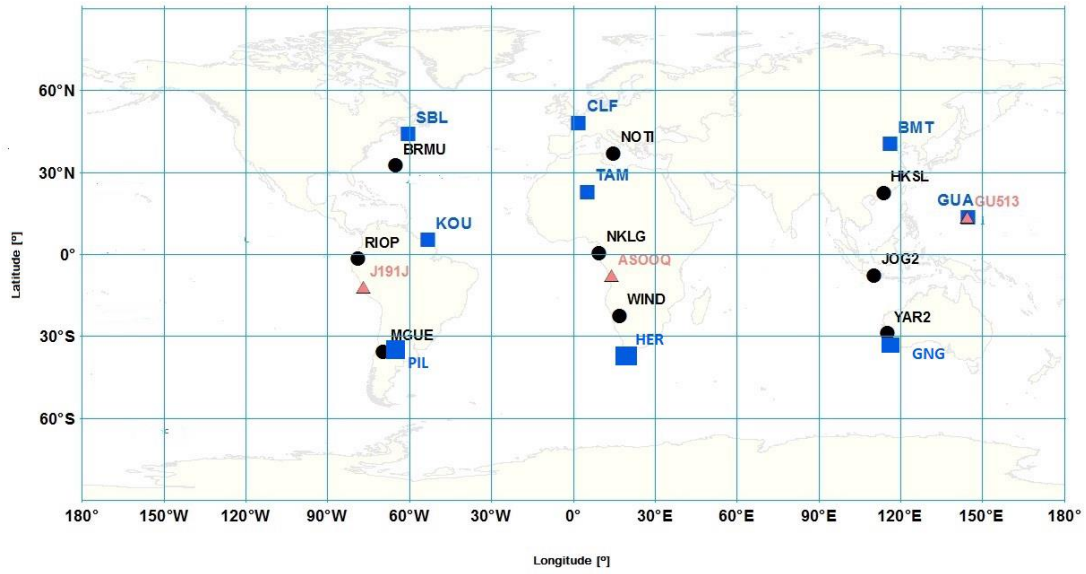 60°N
CLF
SBL
BMT
NOTI
BRMU
30°N
TAM
HKSL
GUA
GU513
KOU
RIOP
NKLG
0°
ASOOQ
JOG2
J191J
WIND
YAR2
30°S
MGUE
HER
PIL
GNG
60°S
180°
150°W
90°W
60°W
30°W
0°
30°E
60°E
90°E
120°E
150°E
180°
Latitude [º]
Longitude [º]